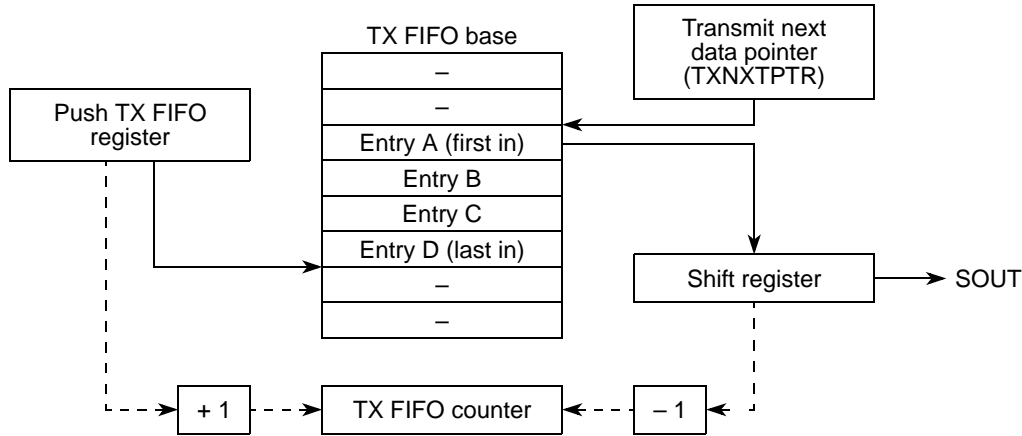 TX FIFO base
Transmit next
data pointer
(TXNXTPTR)
Push TX FIFO
register
–
–
Entry A (first in)
Entry B
Entry C
Entry D (last in)
–
–
Shift register
SOUT
+ 1
TX FIFO counter
– 1